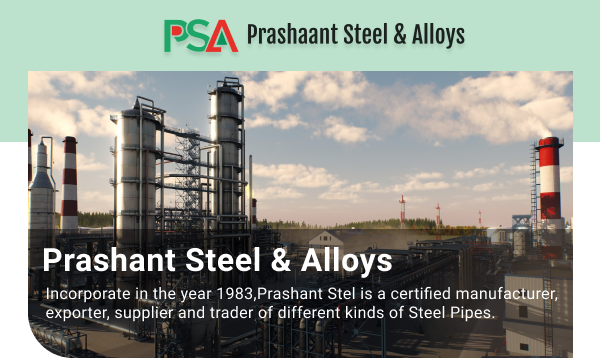 PSA Prashaant Steel & Alloys
Prashant Steel & Alloys
Incorporate in the year 1983,Prashant Stel is a certified manufacturer,
exporter, supplier and trader of different kinds of Steel Pipes.